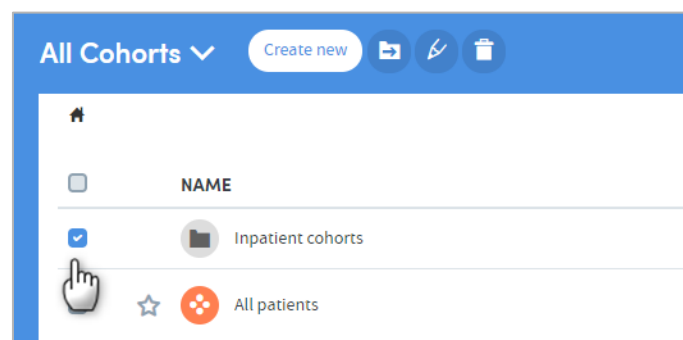 All Cohorts Create new
NAME
Inpatient cohorts
All patients